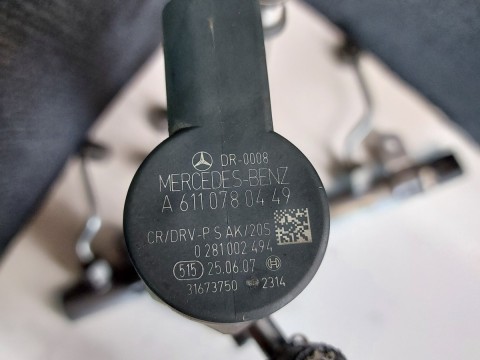 DR-0008
MERCEDES-BENZ
A 611 078 04 49
CR/DRV-P S AK/20S
0 281 002 494
515 25.06.07
31673750 2314